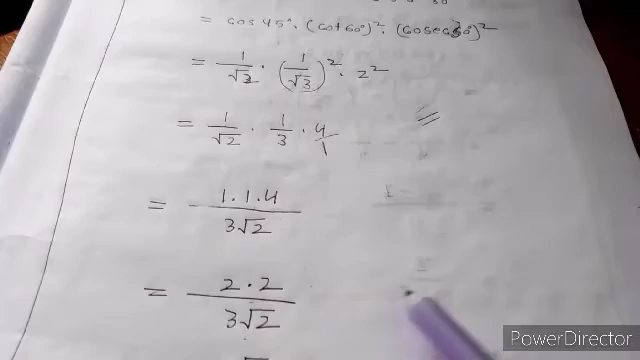 = cos 45° · (cot 60°)² · (cosec 30°)²
= 1/√2 · (1/√3)² · 2²
= 1/√2 · 1/3 · 4/1
= 1.1.4/3√2
= 2·2/3√2
PowerDirector